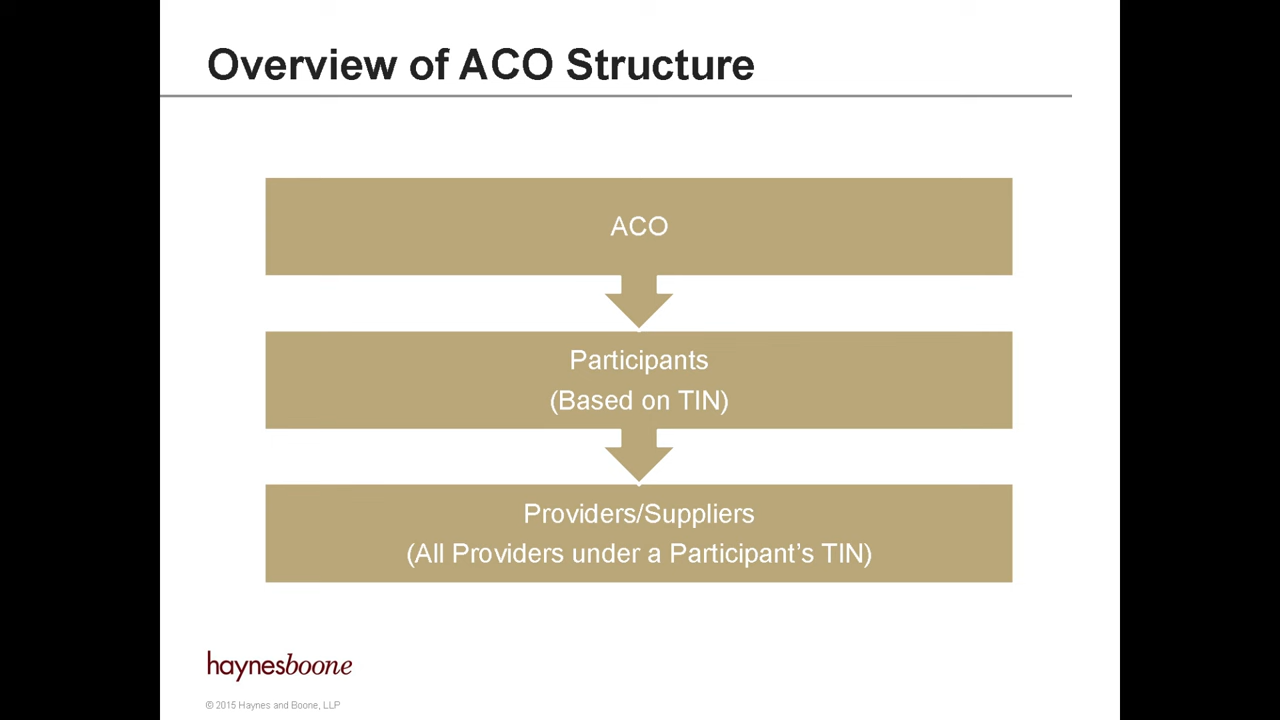 Overview of ACO Structure
ACO
Participants
(Based on TIN)
Providers/Suppliers
(All Providers under a Participant’s TIN)
haynesboone
© 2015 Haynes and Boone, LLP